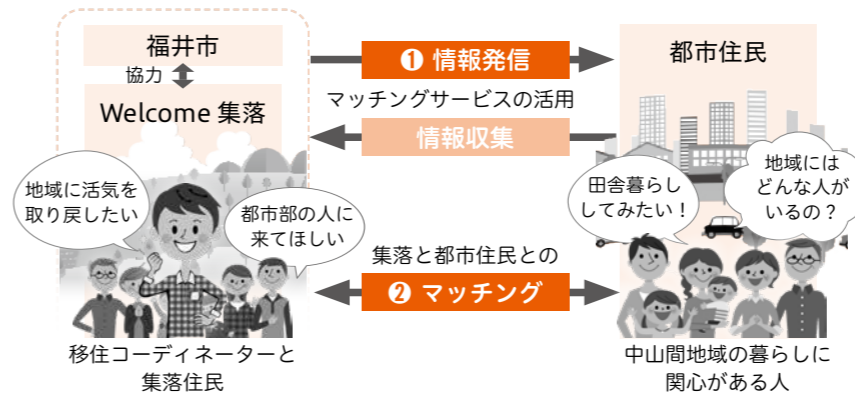 福井市
協力
Welcome 集落
地域に活気を
取り戻したい
都市部の人に
来てほしい
移住コーディネーターと
集落住民
❶ 情報発信
マッチングサービスの活用
情報収集
集落と都市住民との
❷ マッチング
都市住民
田舎暮らし
してみたい！
地域には
どんな人が
いるの？
中山間地域の暮らしに
関心がある人